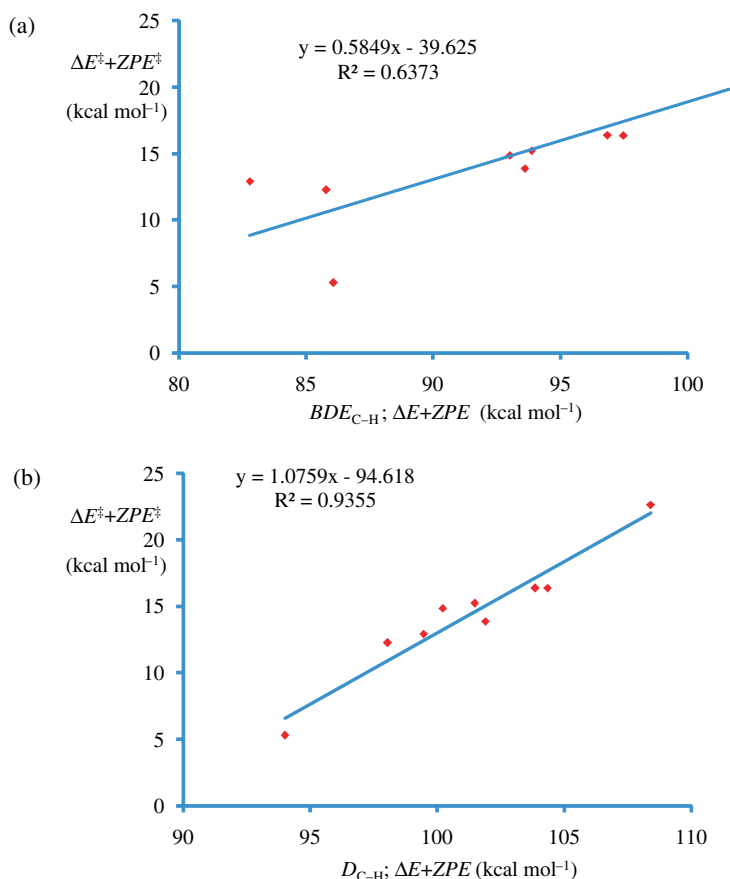 (a)
y = 0.5849x - 39.625
R² = 0.6373
ΔE‡+ZPE‡
(kcal mol–1)
25
20
15
10
5
0
80 85 90 95 100
BDEC–H; ΔE+ZPE (kcal mol–1)
(b)
y = 1.0759x - 94.618
R² = 0.9355
ΔE‡+ZPE‡
(kcal mol–1)
25
20
15
10
5
0
90 95 100 105 110
DC–H; ΔE+ZPE (kcal mol–1)